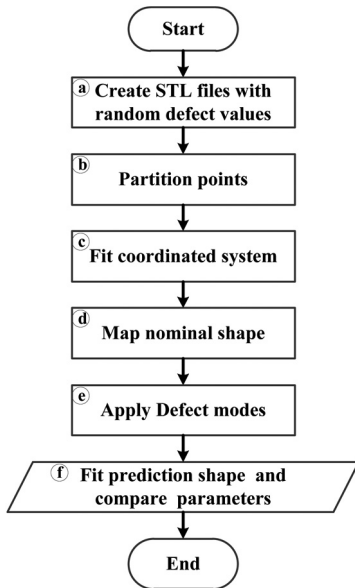 Start
a Create STL files with
random defect values
b
Partition points
c
Fit coordinated system
d
Map nominal shape
e
Apply Defect modes
f Fit prediction shape and
compare parameters
End